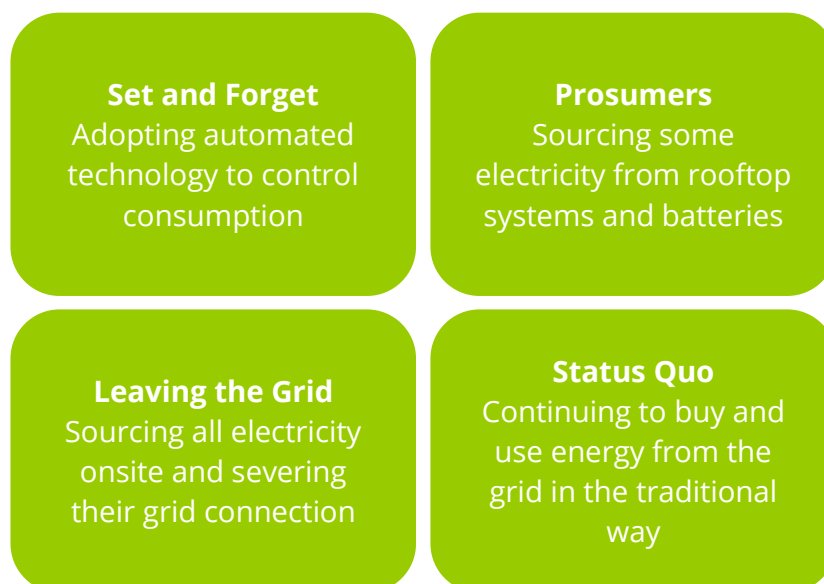 Set and Forget
Adopting automated
technology to control
consumption
Prosumers
Sourcing some
electricity from rooftop
systems and batteries
Leaving the Grid
Sourcing all electricity
onsite and severing
their grid connection
Status Quo
Continuing to buy and
use energy from the
grid in the traditional
way